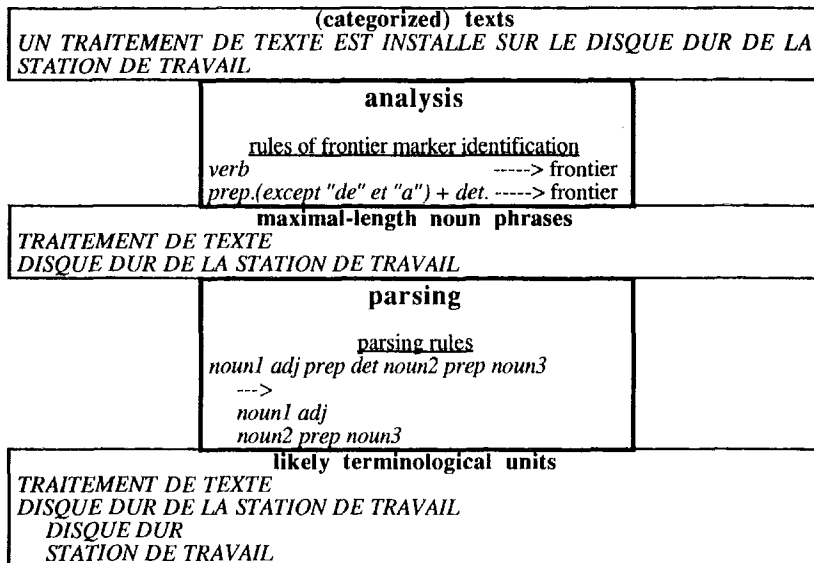 (categorized) texts
UN TRAITEMENT DE TEXTE EST INSTALLE SUR LE DISQUE DUR DE LA
STATION DE TRAVAIL
analysis
rules of frontier marker identification
verb -----> frontier
prep.(except "de" et "a") + det. -----> frontier
maximal-length noun phrases
TRAITEMENT DE TEXTE
DISQUE DUR DE LA STATION DE TRAVAIL
parsing
parsing rules
noun1 adj prep det noun2 prep noun3
--->
noun1 adj
noun2 prep noun3
likely terminological units
TRAITEMENT DE TEXTE
DISQUE DUR DE LA STATION DE TRAVAIL
DISQUE DUR
STATION DE TRAVAIL